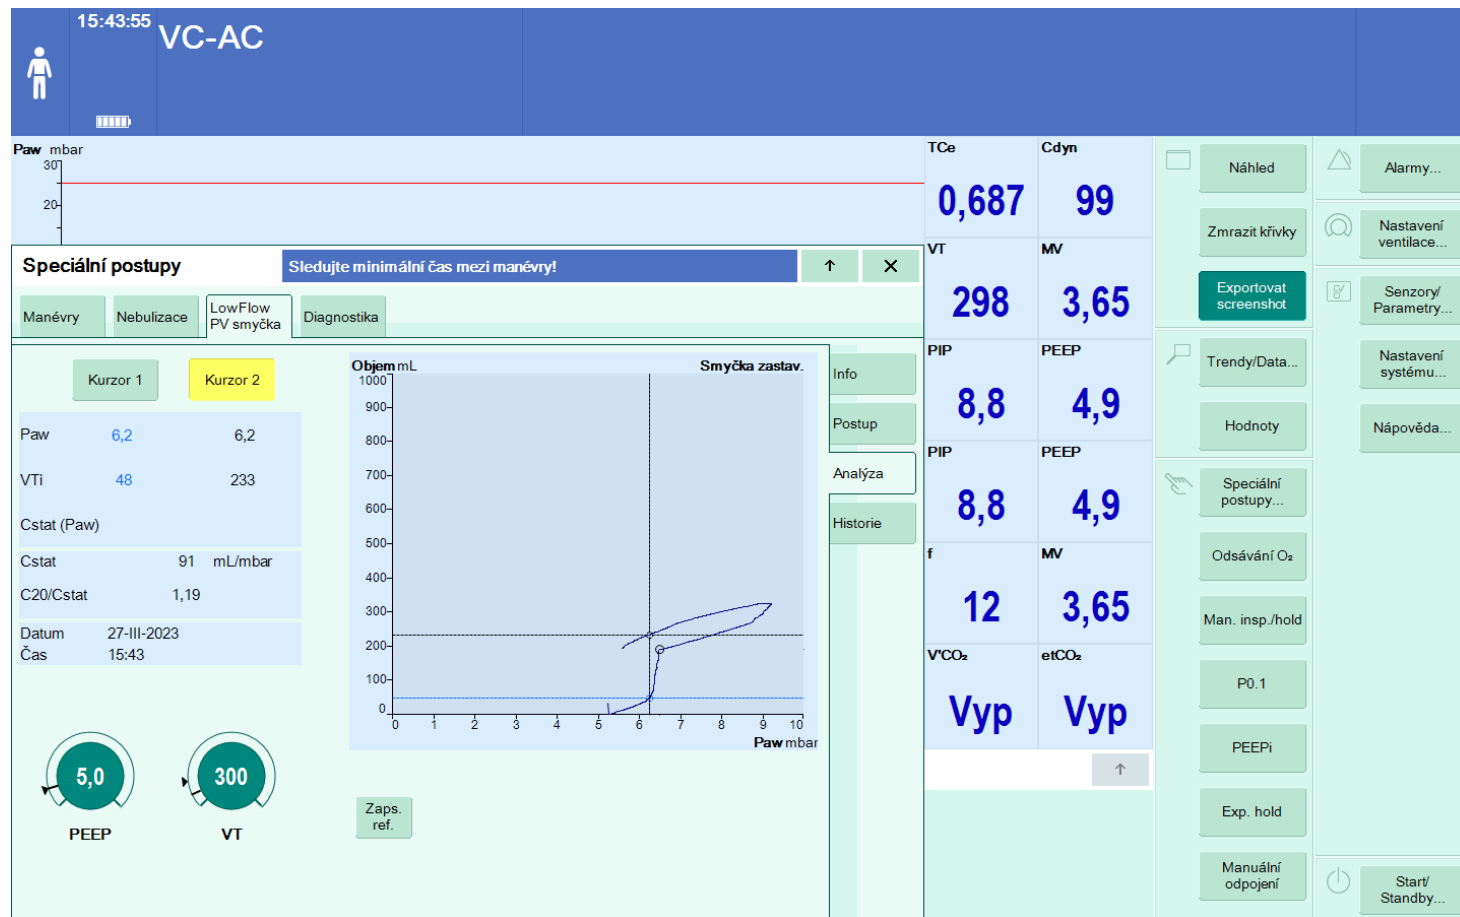 15:43:55
VC-AC
Paw mbar
30
20
Speciální postupy
Sledujte minimální čas mezi manévry!
Manévry
Nebulizace
LowFlow
PV smyčka
Diagnostika
Kurzor 1
Kurzor 2
Paw 6,2 6,2
VTi 48 233
Cstat (Paw)
Cstat 91 mL/mbar
C20/Cstat 1,19
Datum 27-III-2023
Čas 15:43
5,0
PEEP
300
VT
Objem mL
Smyčka zastav.
1000
900
800
700
600
500
400
300
200
100
0
0 1 2 3 4 5 6 7 8 9 10
Paw mbar
Zaps.
ref.
Info
Postup
Analýza
Historie
TCe Cdyn
0,687 99
VT MV
298 3,65
PIP PEEP
8,8 4,9
PIP PEEP
8,8 4,9
f MV
12 3,65
V'CO₂ etCO₂
Vyp Vyp
Náhled
Zmrazit křivky
Exportovat
screenshot
Trendy/Data...
Hodnoty
Speciální
postupy...
Odsávání O₂
Man. insp./hold
P0.1
PEEPi
Exp. hold
Manuální
odpojení
Alarmy...
Nastavení
ventilace...
Senzory/
Parametry...
Nastavení
systému...
Nápověda...
Start/
Standby...